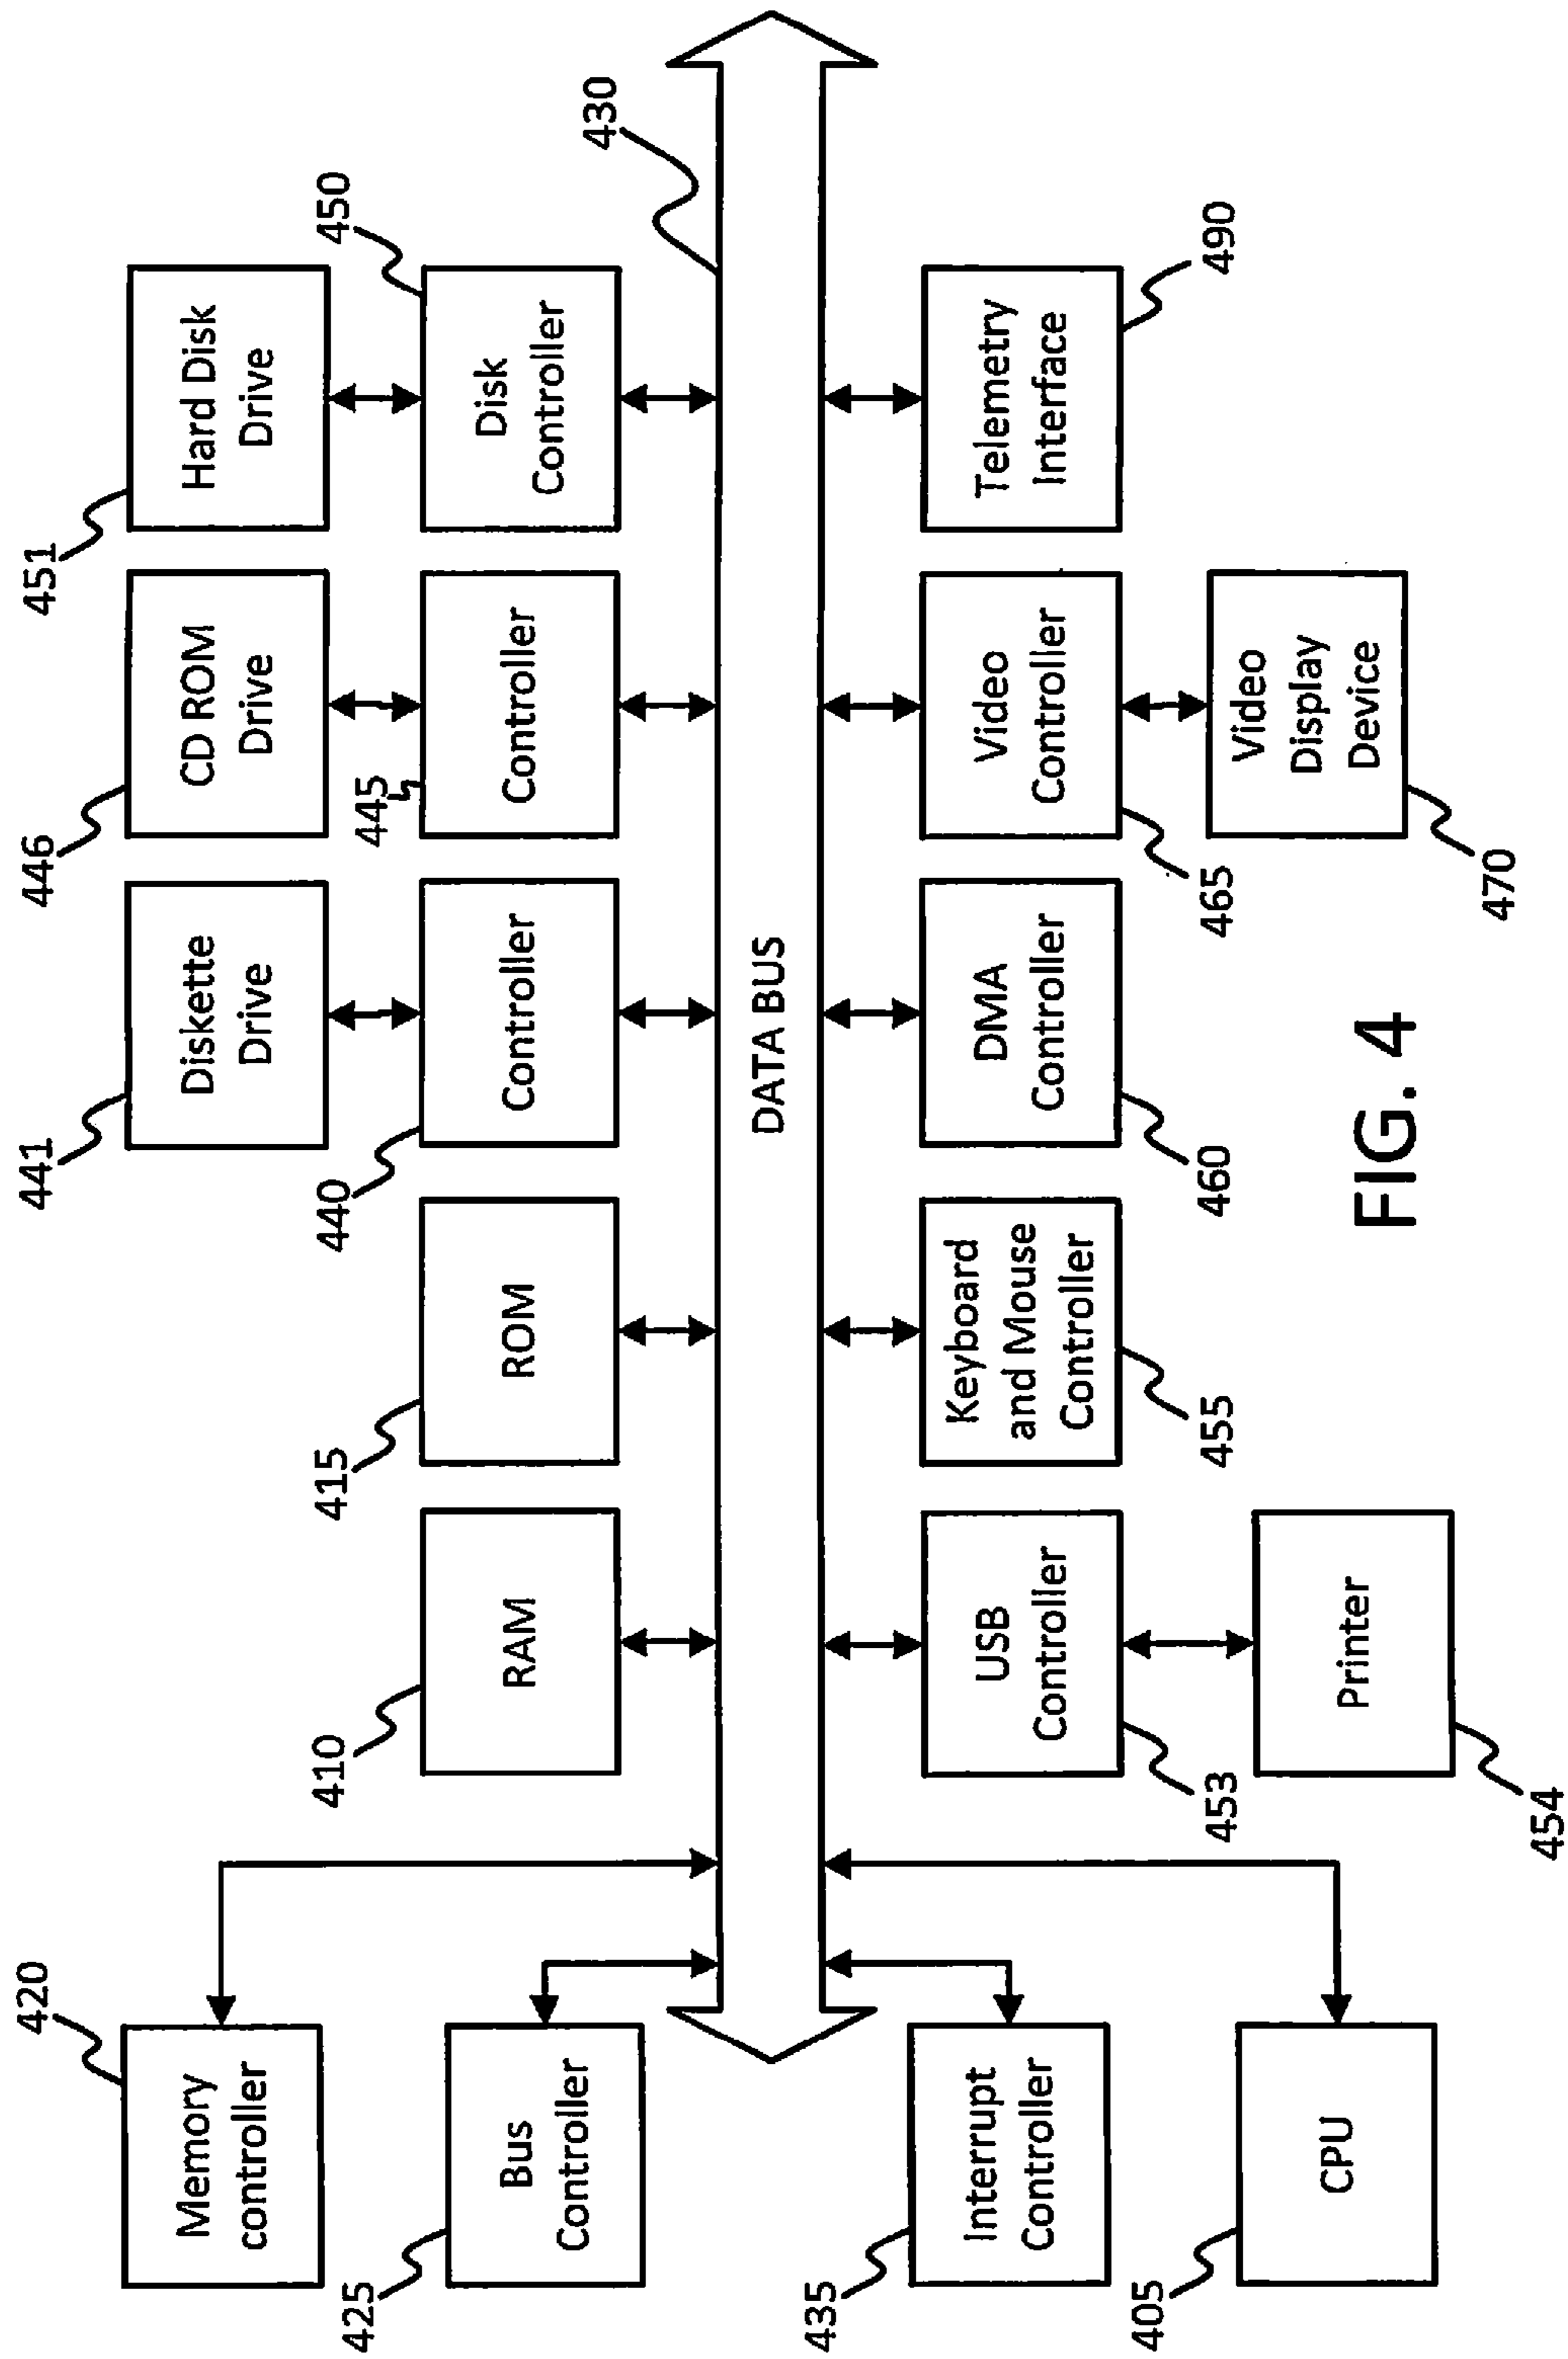 420
Memory
controller
425
Bus
Controller
435
Interrupt
Controller
405
CPU
410
RAM
415
ROM
441
Diskette
Drive
440
Controller
446
CD ROM
Drive
445
Controller
451
Hard Disk
Drive
450
Disk
Controller
430
DATA BUS
USB
Controller
453
Printer
454
Keyboard
and Mouse
Controller
455
DMA
Controller
460
Video
Controller
465
Video
Display
Device
470
Telemetry
Interface
490
FIG. 4